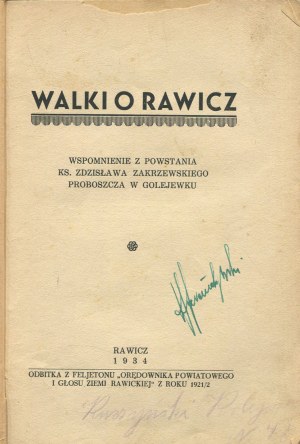 WALKI O RAWICZ
WSPOMNIENIE Z POWSTANIA
KS. ZDZISŁAWA ZAKRZEWSKIEGO
PROBOSZCZA W GOLEJEWKU
RAWICZ
1934
ODBITKA Z FELJETONU „ORĘDOWNIKA POWIATOWEGO
I GŁOSU ZIEMI RAWICKIEJ" Z ROKU 1921/2